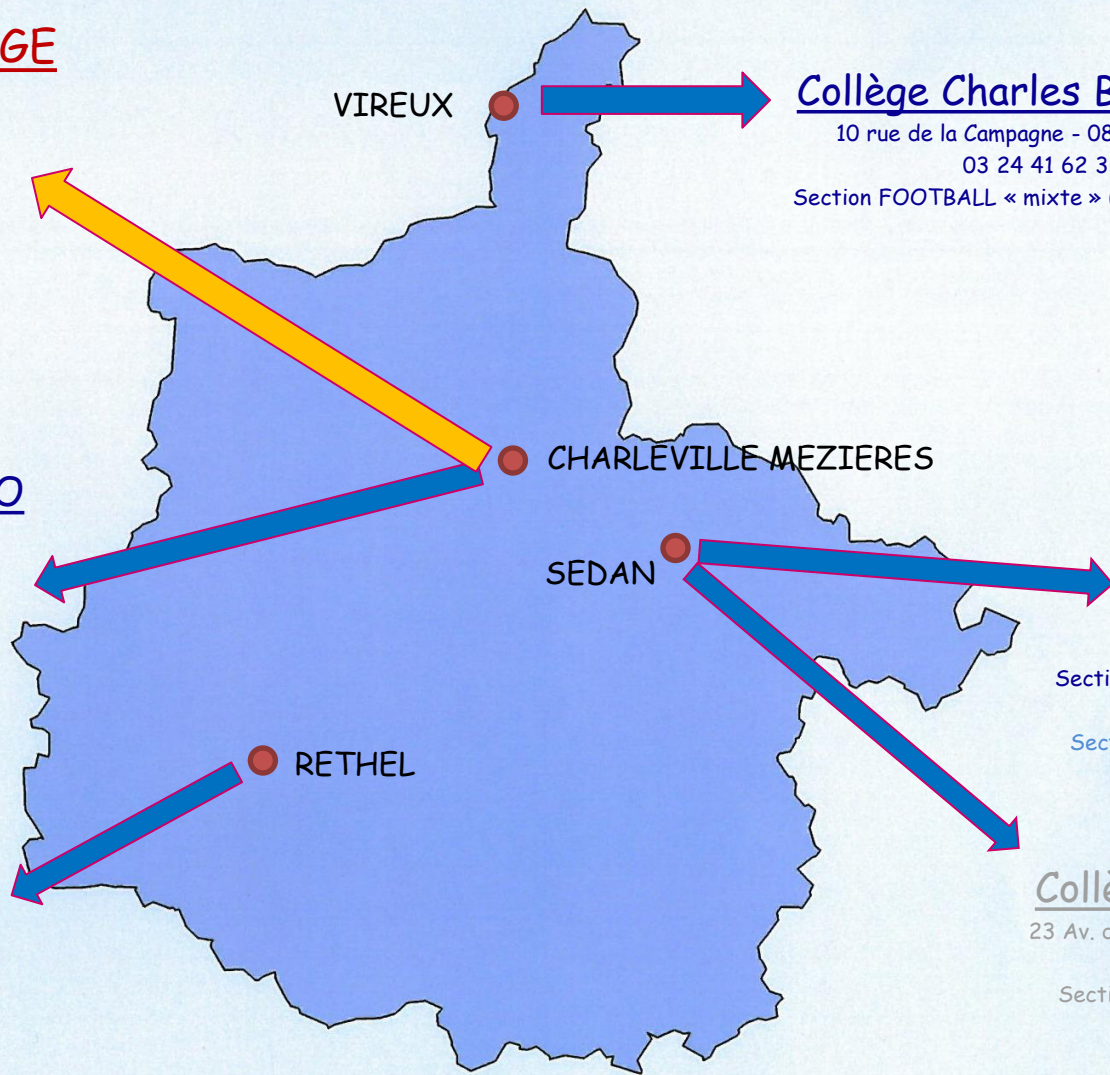 GE
VIREUX
Collège Charles B
10 rue de la Campagne - 08
03 24 41 62 3
Section FOOTBALL « mixte »
CHARLEVILLE MEZIERES
O
SEDAN
Secti
Sect
RETHEL
Collè
23 Av. d
Secti